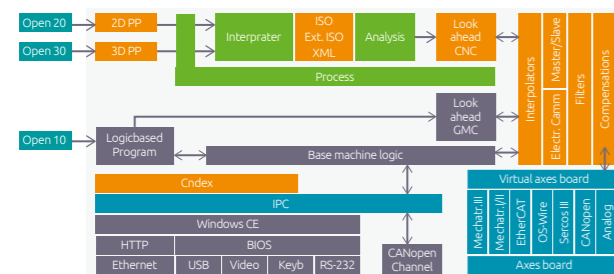 Open 20
2D PP
Open 30
3D PP
Interprater
ISO
Ext. ISO
XML
Analysis
Look
ahead
CNC
Process
Interpolators
Electr. Camm
Master/Slave
Filters
Compensations
Look
ahead
GMC
Open 10
Logicbased
Program
Base machine logic
Cndex
IPC
Windows CE
HTTP
BIOS
Ethernet
USB
Video
Keyb
RS-232
CANopen
Channel
Virtual axes board
Mechatr.III
Mechatr.I/II
EtherCAT
OS-Wire
Sercos III
CANopen
Analog
Axes board